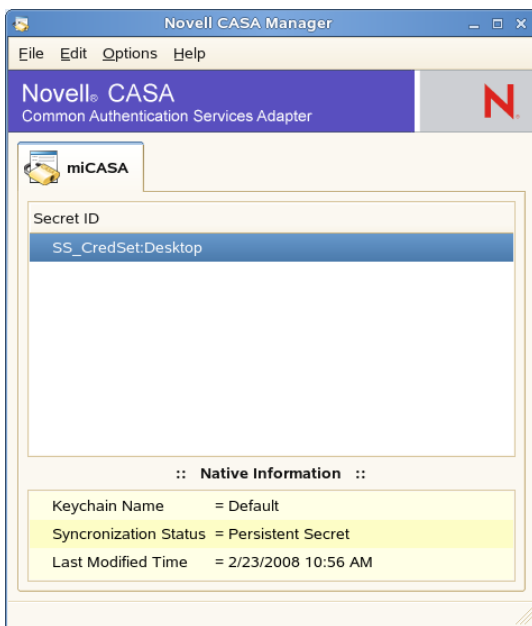 Novell CASA Manager
File Edit Options Help
Novell® CASA
Common Authentication Services Adapter
N.
miCASA
Secret ID
SS_CredSet:Desktop
:: Native Information ::
Keychain Name = Default
Syncronization Status = Persistent Secret
Last Modified Time = 2/23/2008 10:56 AM